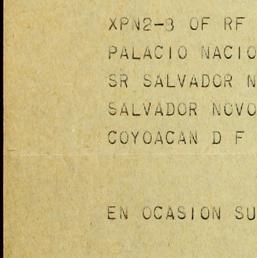 XPN2-3 OF RF
PALACIO NACIO
SR SALVADOR N
SALVADOR NOVO
COYOACAN D F
EN OCASION SU